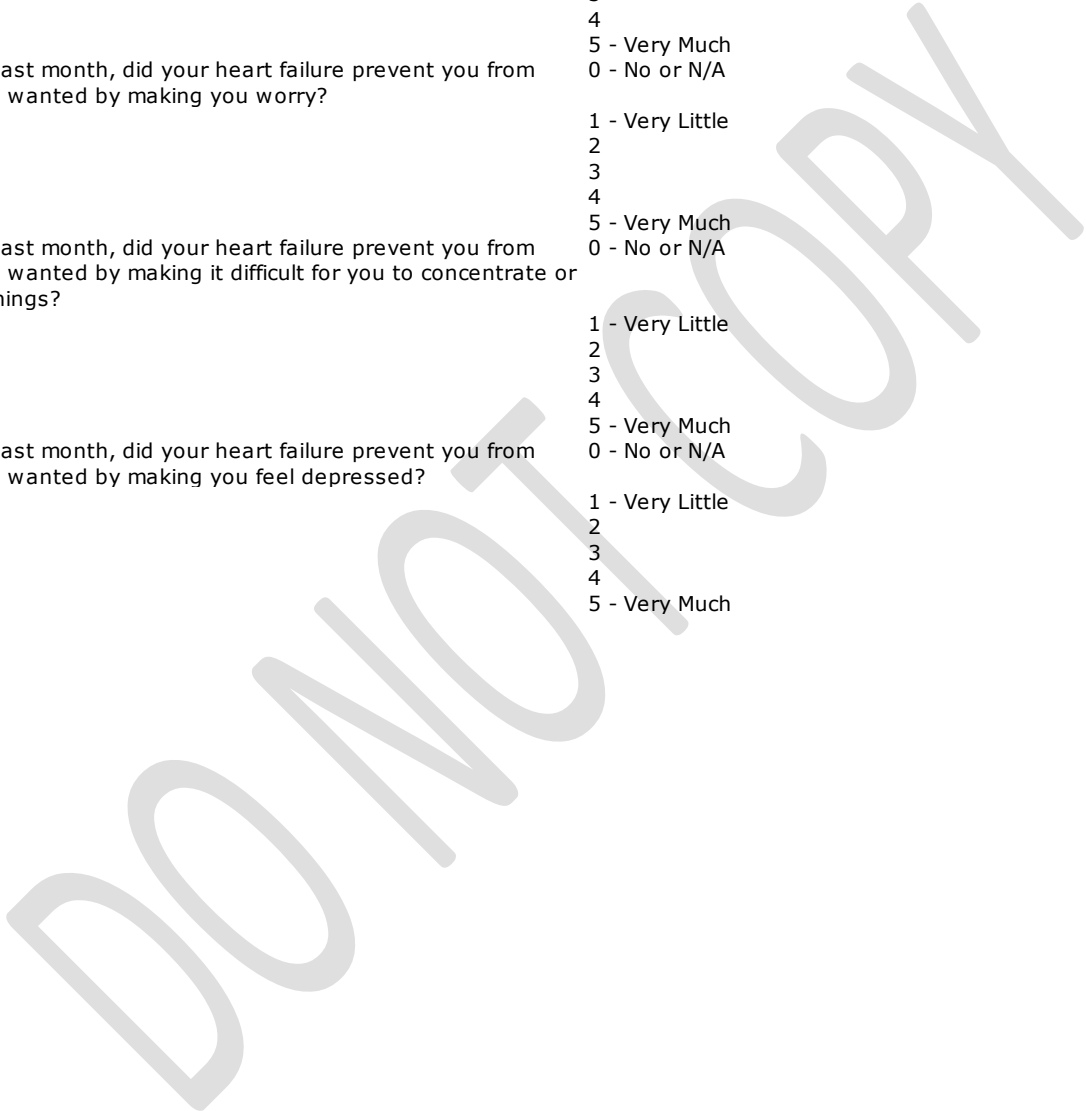 4
5 - Very Much
ast month, did your heart failure prevent you from 0 - No or N/A
wanted by making you worry?
1 - Very Little
2
3
4
5 - Very Much
ast month, did your heart failure prevent you from 0 - No or N/A
wanted by making it difficult for you to concentrate or
nings?
1 - Very Little
2
3
4
5 - Very Much
ast month, did your heart failure prevent you from 0 - No or N/A
wanted by making you feel depressed?
1 - Very Little
2
3
4
5 - Very Much
DO NOT COPY